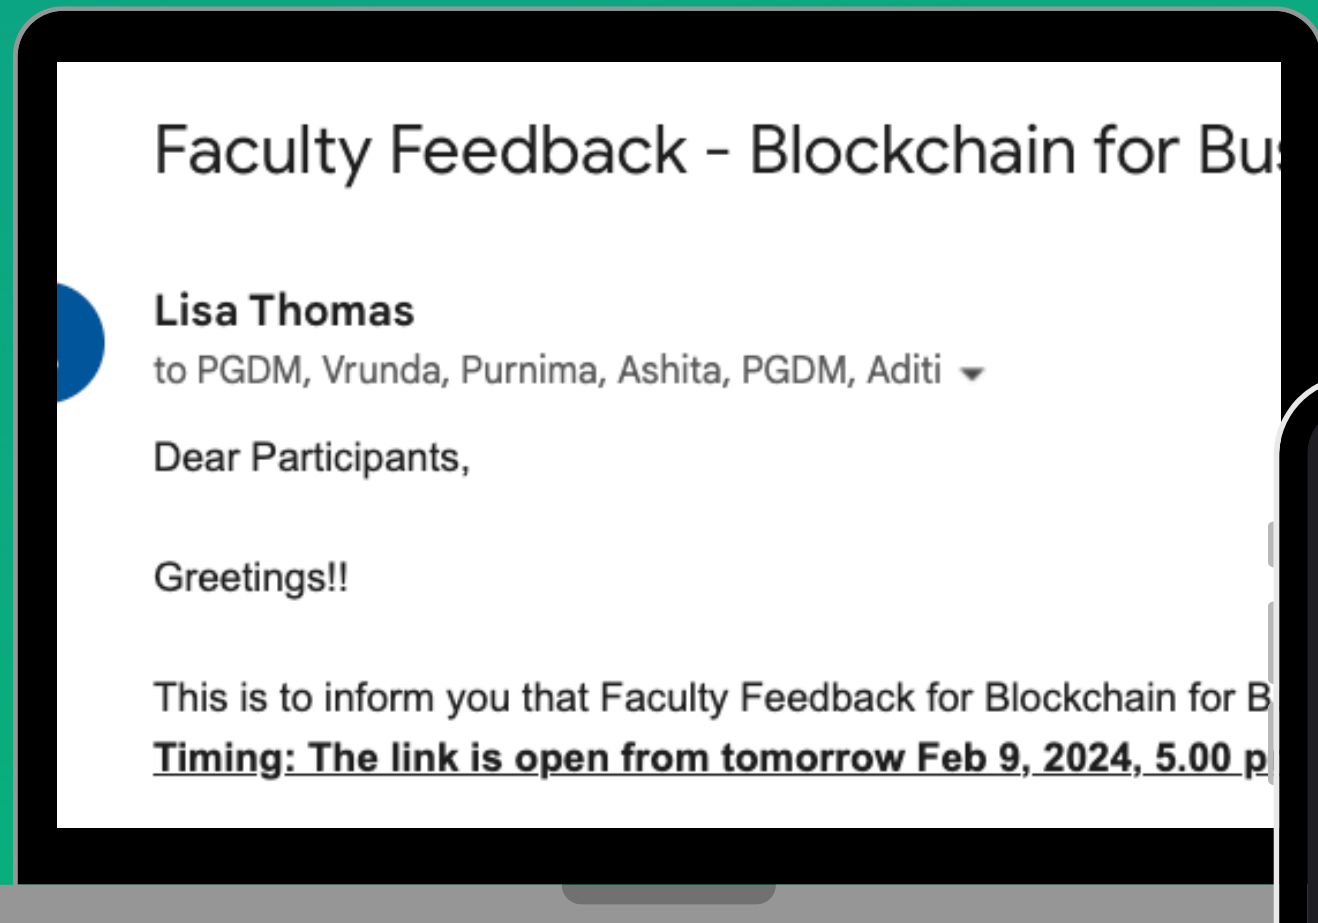 Faculty Feedback - Blockchain for
Lisa Thomas
to PGDM, Vrunda, Purnima, Ashita, PGDM, Aditi
Dear Participants,
Greetings!!
This is to inform you that Faculty Feedback for Blockchain for
Timing: The link is open from tomorrow Feb 9, 2024, 5.00